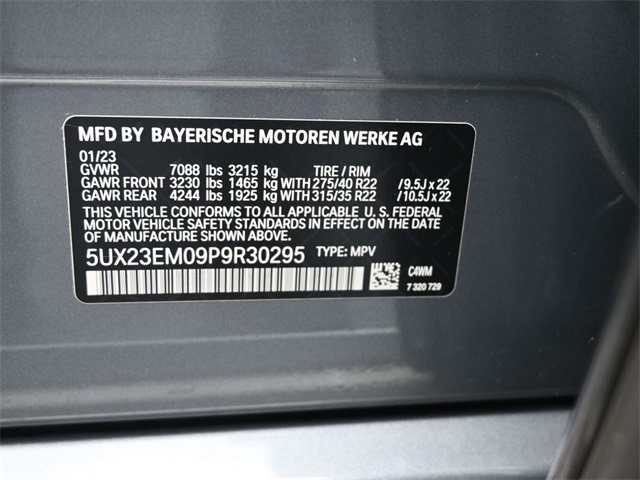 MFD BY BAYERISCHE MOTOREN WERKE AG
01/23
GVWR 7088 lbs 3215 kg TIRE / RIM
GAWR FRONT 3230 lbs 1465 kg WITH 275/40 R22 / 9.5J x 22
GAWR REAR 4244 lbs 1925 kg WITH 315/35 R22 / 10.5J x 22
THIS VEHICLE CONFORMS TO ALL APPLICABLE U. S. FEDERAL
MOTOR VEHICLE SAFETY STANDARDS IN EFFECT ON THE DATE
OF MANUFACTURE SHOWN ABOVE.
5UX23EM09P9R30295 TYPE: MPV
C4WM
7 320 729